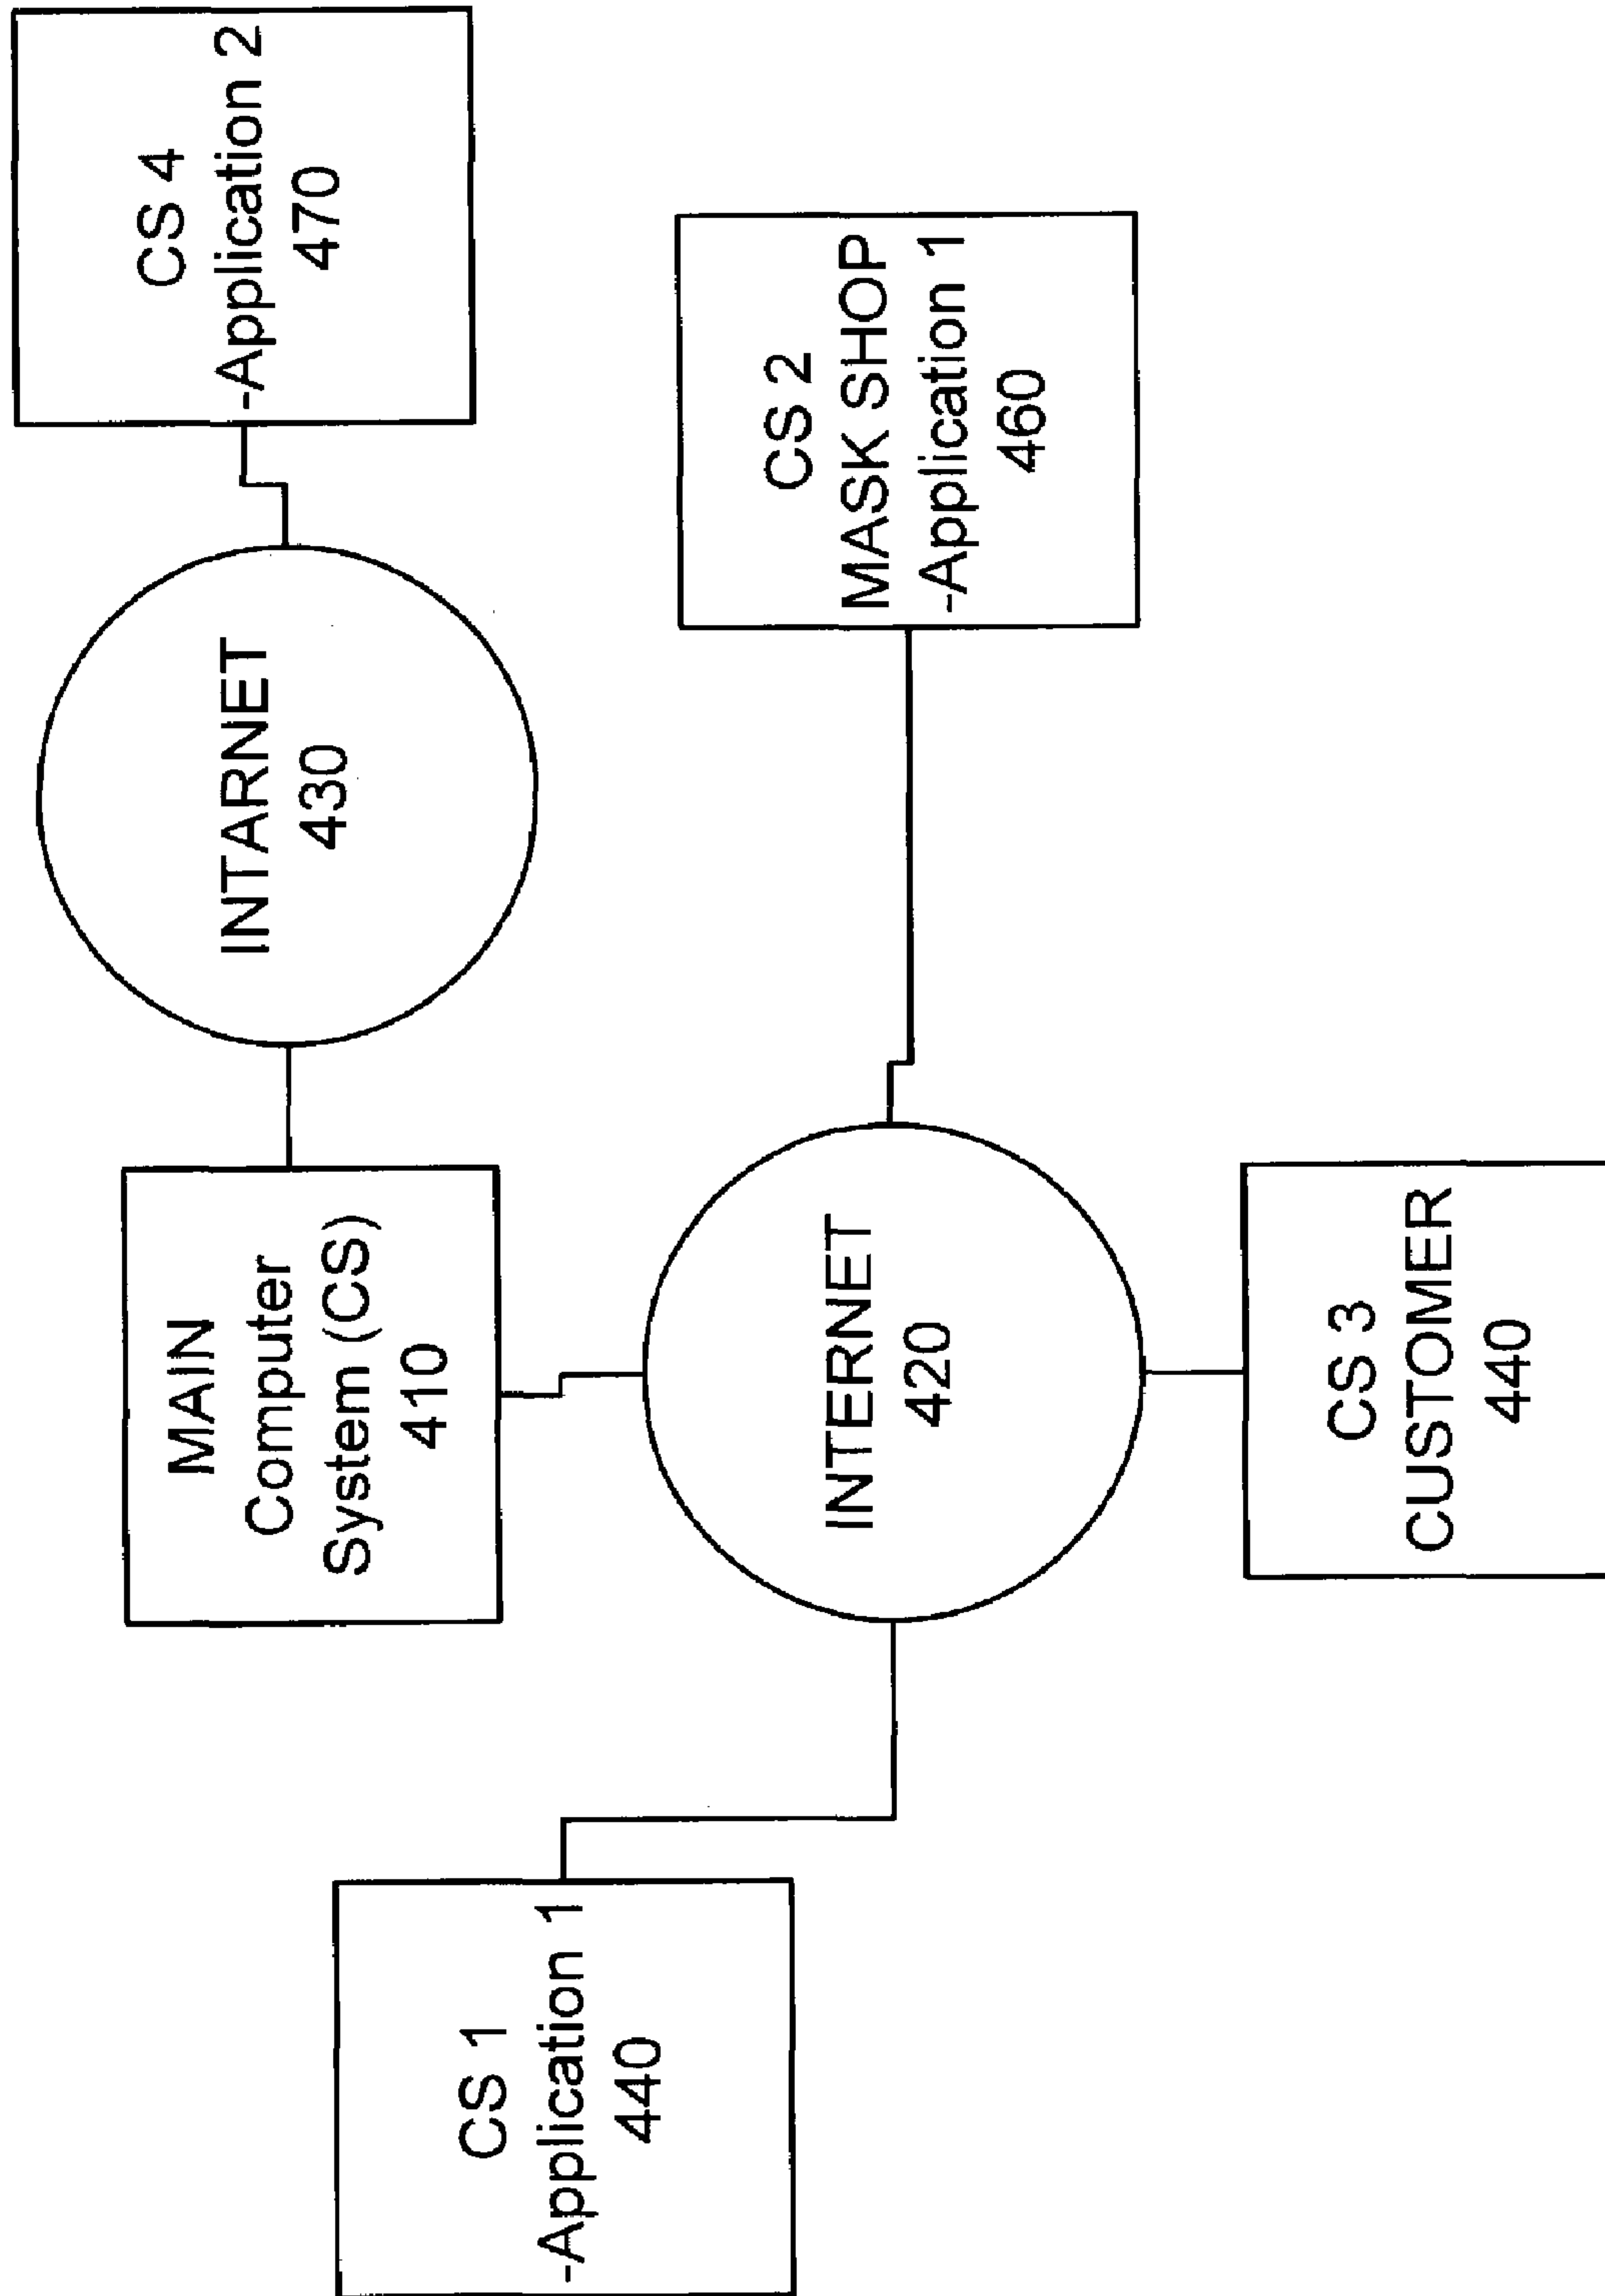 MAIN
Computer
System (CS)
410
INTARNET
430
CS 4
-Application 2
470
CS 1
-Application 1
440
INTERNET
420
CS 2
MASK SHOP
-Application 1
460
CS 3
CUSTOMER
440